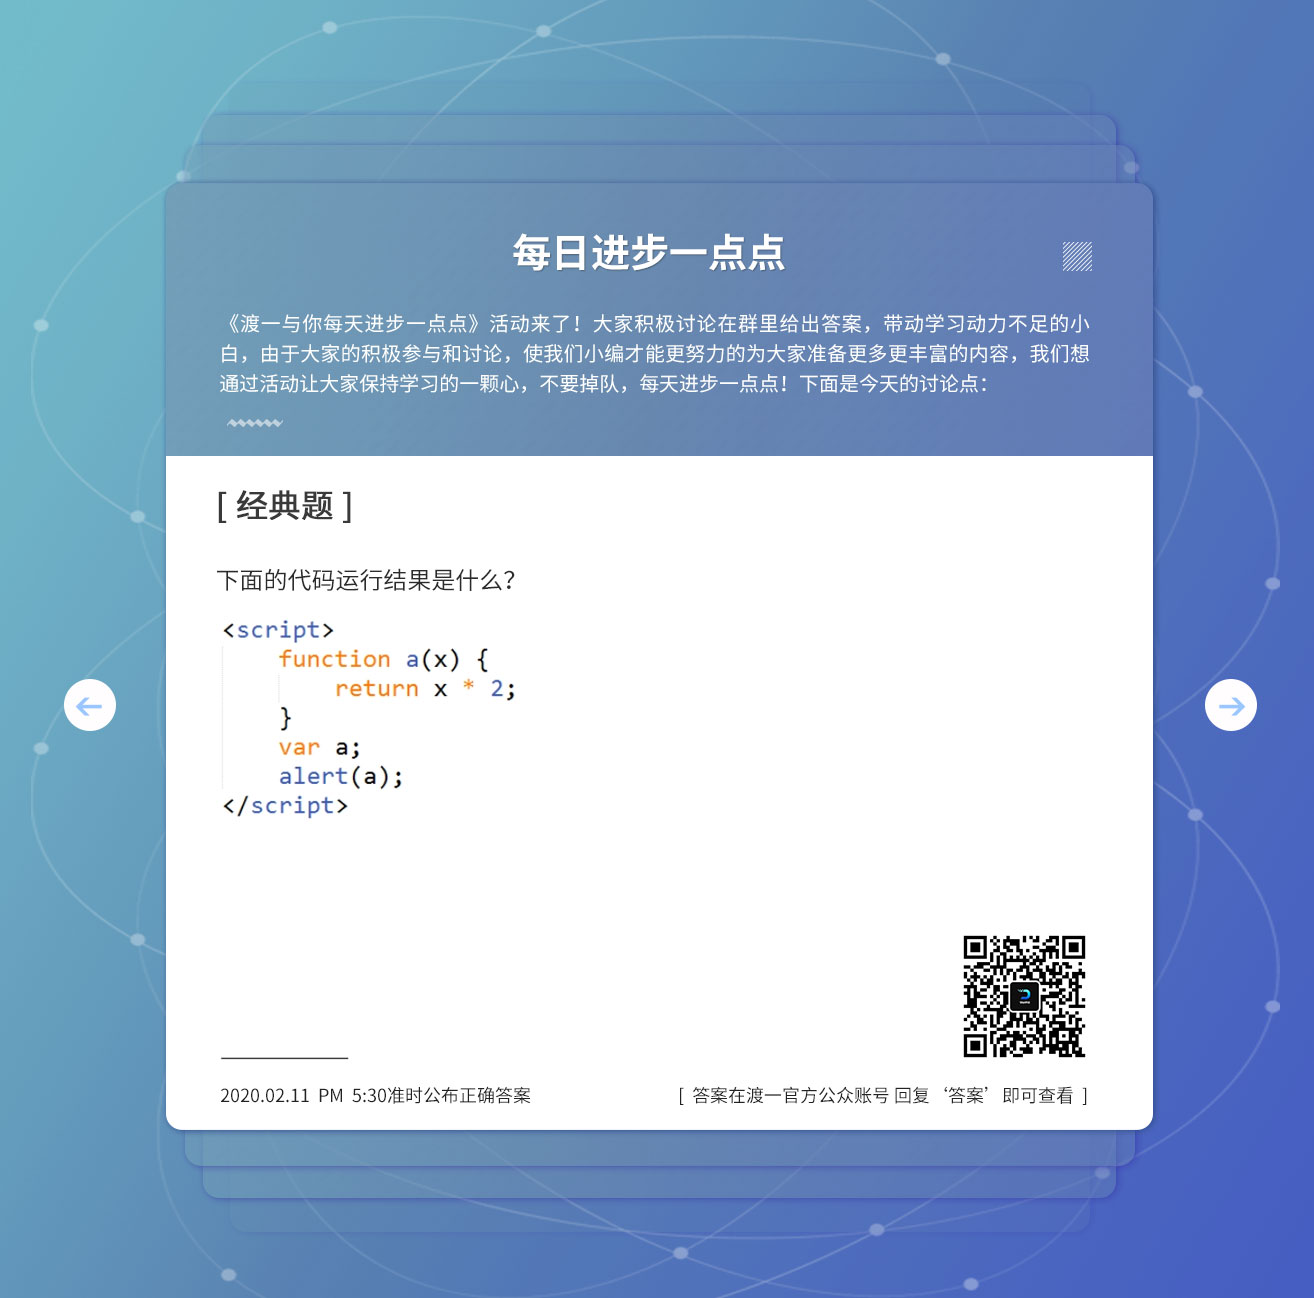 每日进步一点点
《渡一与你每天进步一点点》活动来了！大家积极讨论在群里给出答案，带动学习动力不足的小
白，由于大家的积极参与和讨论，使我们小编才能更努力的为大家准备更多更丰富的内容，我们想
通过活动让大家保持学习的一颗心，不要掉队，每天进步一点点！下面是今天的讨论点：
[ 经典题 ]
下面的代码运行结果是什么？
<script>
    function a(x) {
        return x * 2;
    }
    var a;
    alert(a);
</script>
2020.02.11 PM 5:30准时公布正确答案
[ 答案在渡一官方公众账号 回复 ‘答案’ 即可查看 ]